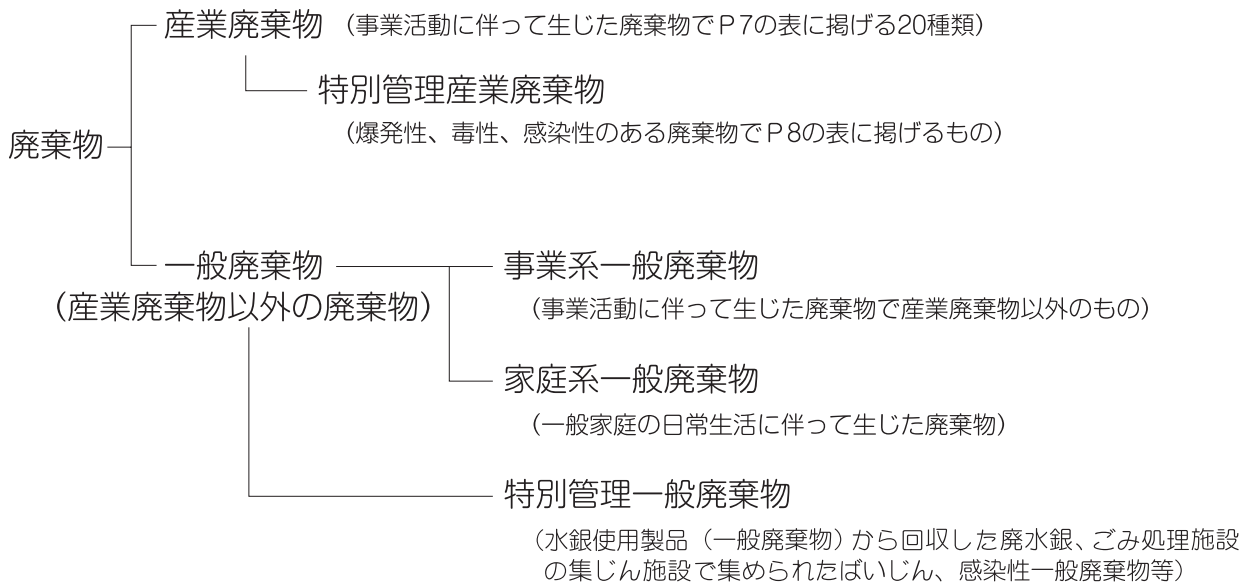 産業廃棄物（事業活動に伴って生じた廃棄物でP7の表に掲げる20種類）
特別管理産業廃棄物
（爆発性、毒性、感染性のある廃棄物でP8の表に掲げるもの）
廃棄物
一般廃棄物
（産業廃棄物以外の廃棄物）
事業系一般廃棄物
（事業活動に伴って生じた廃棄物で産業廃棄物以外のもの）
家庭系一般廃棄物
（一般家庭の日常生活に伴って生じた廃棄物）
特別管理一般廃棄物
（水銀使用製品（一般廃棄物）から回収した廃水銀、ごみ処理施設
の集じん施設で集められたばいじん、感染性一般廃棄物等）